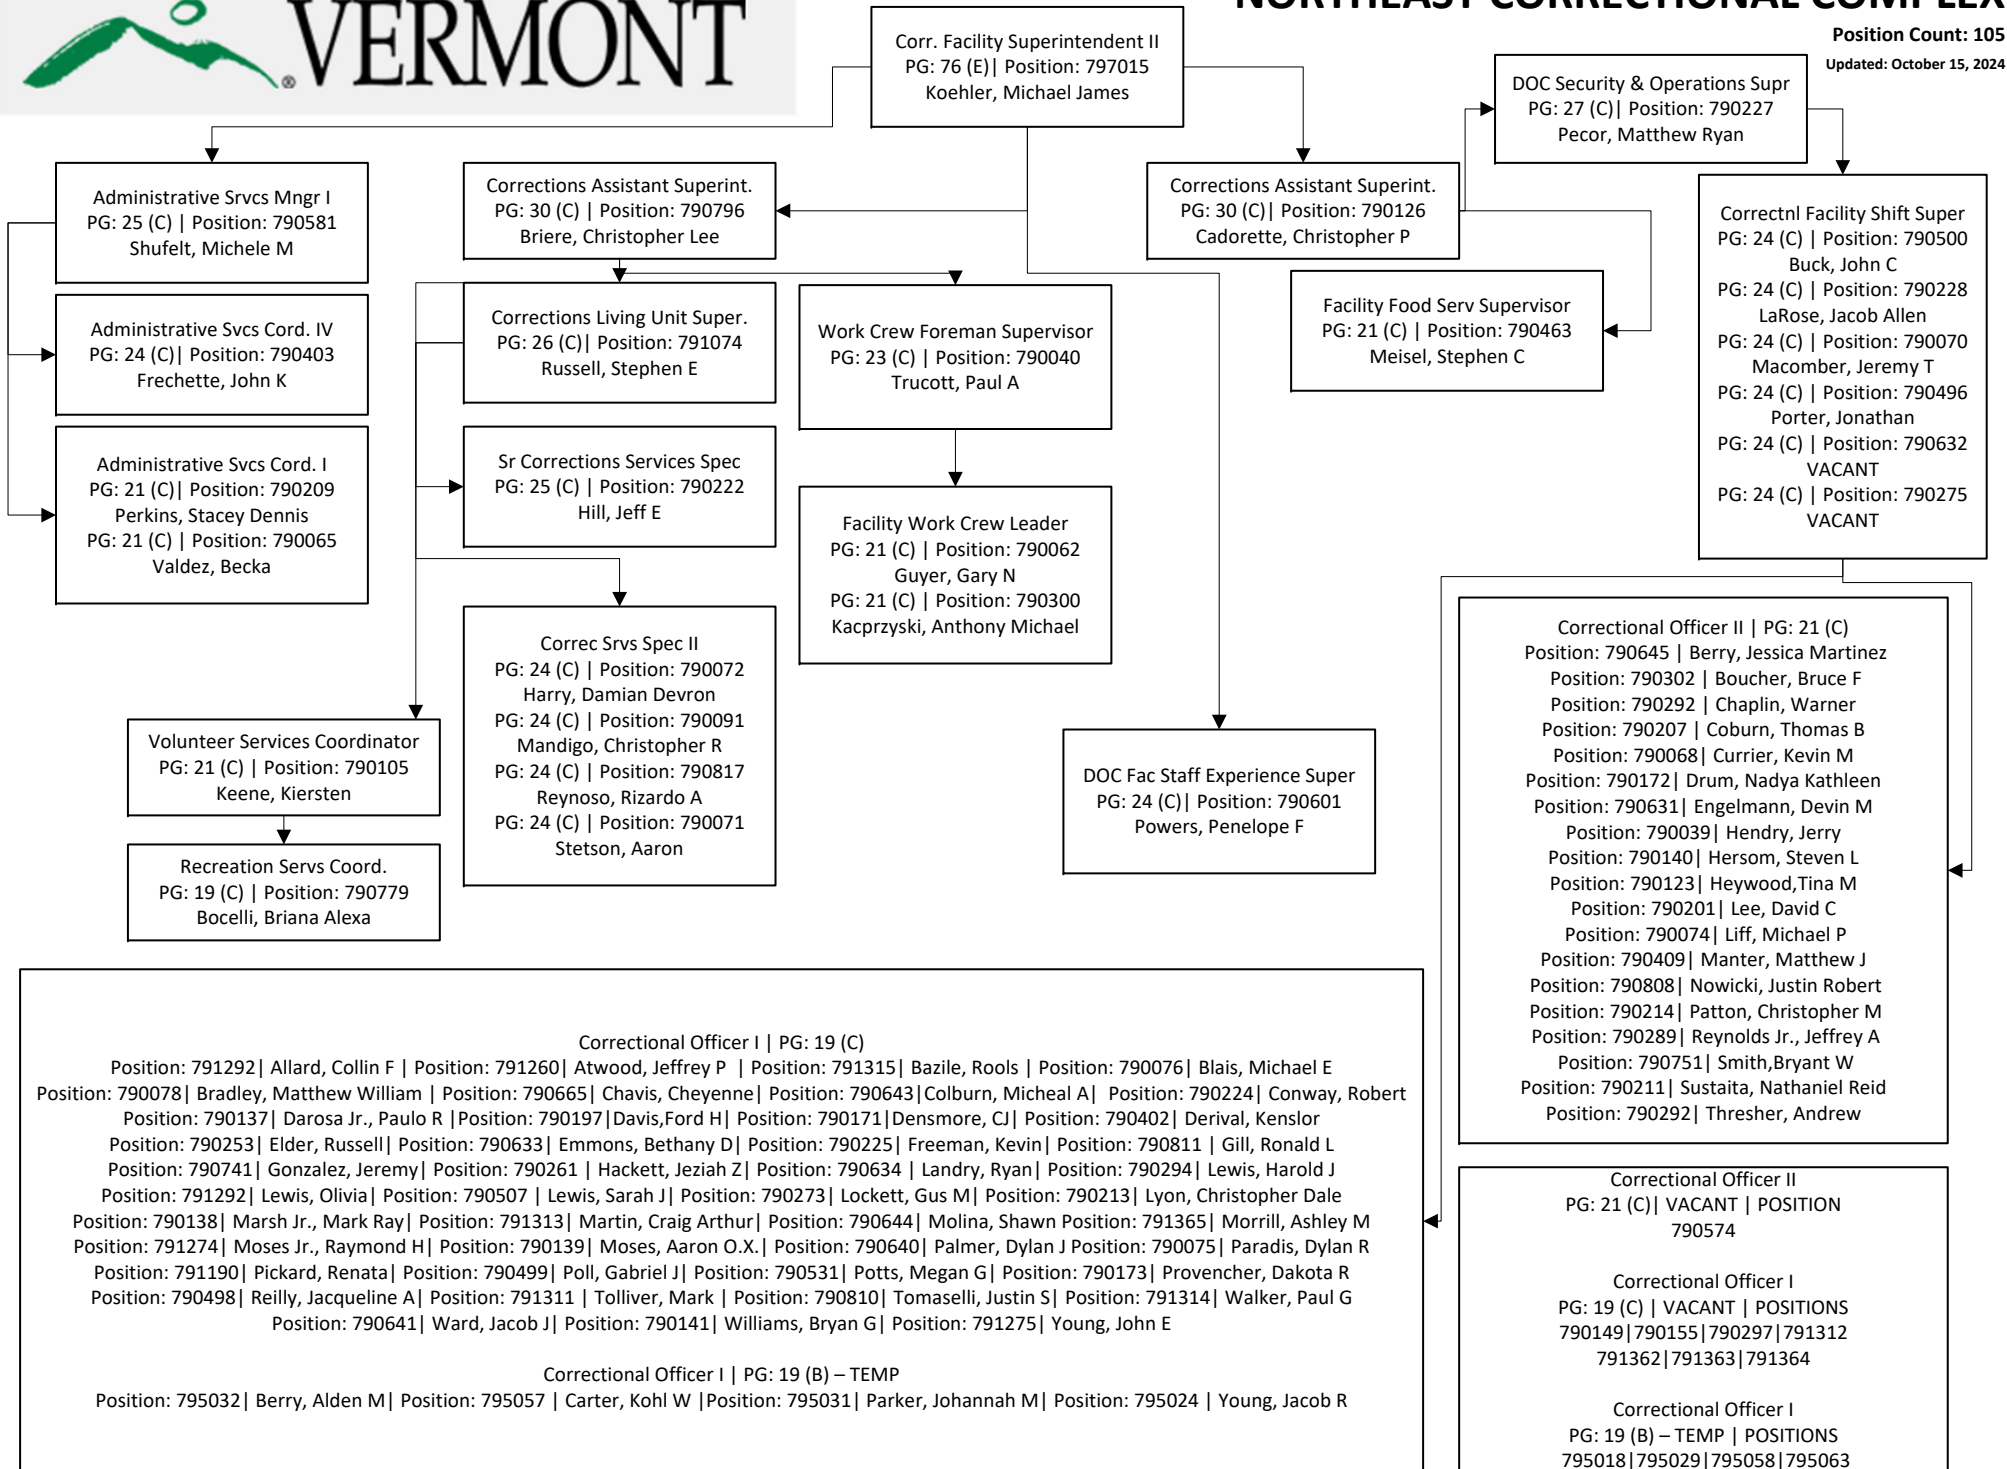 VERMONT
®
NORTHEAST CORRECTIONAL COMPLEX
Position Count: 105
Updated: October 15, 2024
Corr. Facility Superintendent II
PG: 76 (E)| Position: 797015
Koehler, Michael James
DOC Security & Operations Supr
PG: 27 (C)| Position: 790227
Pecor, Matthew Ryan
Administrative Srvcs Mngr I
PG: 25 (C) | Position: 790581
Shufelt, Michele M
Corrections Assistant Superint.
PG: 30 (C) | Position: 790796
Briere, Christopher Lee
Corrections Assistant Superint.
PG: 30 (C)| Position: 790126
Cadorette, Christopher P
Correctnl Facility Shift Super
PG: 24 (C) | Position: 790500
Buck, John C
PG: 24 (C) | Position: 790228
LaRose, Jacob Allen
PG: 24 (C) | Position: 790070
Macomber, Jeremy T
PG: 24 (C) | Position: 790496
Porter, Jonathan
PG: 24 (C) | Position: 790632
VACANT
PG: 24 (C) | Position: 790275
VACANT
Administrative Svcs Cord. IV
PG: 24 (C)| Position: 790403
Frechette, John K
Corrections Living Unit Super.
PG: 26 (C)| Position: 791074
Russell, Stephen E
Work Crew Foreman Supervisor
PG: 23 (C) | Position: 790040
Trucott, Paul A
Facility Food Serv Supervisor
PG: 21 (C) | Position: 790463
Meisel, Stephen C
Administrative Svcs Cord. I
PG: 21 (C)| Position: 790209
Perkins, Stacey Dennis
PG: 21 (C) | Position: 790065
Valdez, Becka
Sr Corrections Services Spec
PG: 25 (C) | Position: 790222
Hill, Jeff E
Facility Work Crew Leader
PG: 21 (C) | Position: 790062
Guyer, Gary N
PG: 21 (C) | Position: 790300
Kacprzyski, Anthony Michael
Correc Srvs Spec II
PG: 24 (C) | Position: 790072
Harry, Damian Devron
PG: 24 (C) | Position: 790091
Mandigo, Christopher R
PG: 24 (C) | Position: 790817
Reynoso, Rizardo A
PG: 24 (C) | Position: 790071
Stetson, Aaron
Volunteer Services Coordinator
PG: 21 (C) | Position: 790105
Keene, Kiersten
Recreation Servs Coord.
PG: 19 (C) | Position: 790779
Bocelli, Briana Alexa
DOC Fac Staff Experience Super
PG: 24 (C)| Position: 790601
Powers, Penelope F
Correctional Officer II | PG: 21 (C)
Position: 790645 | Berry, Jessica Martinez
Position: 790302 | Boucher, Bruce F
Position: 790292 | Chaplin, Warner
Position: 790207 | Coburn, Thomas B
Position: 790068| Currier, Kevin M
Position: 790172| Drum, Nadya Kathleen
Position: 790631| Engelmann, Devin M
Position: 790039| Hendry, Jerry
Position: 790140| Hersom, Steven L
Position: 790123| Heywood,Tina M
Position: 790201| Lee, David C
Position: 790074| Liff, Michael P
Position: 790409| Manter, Matthew J
Position: 790808| Nowicki, Justin Robert
Position: 790214| Patton, Christopher M
Position: 790289| Reynolds Jr., Jeffrey A
Position: 790751| Smith,Bryant W
Position: 790211| Sustaita, Nathaniel Reid
Position: 790292| Thresher, Andrew
Correctional Officer I | PG: 19 (C)
Position: 791292| Allard, Collin F | Position: 791260| Atwood, Jeffrey P | Position: 791315| Bazile, Rools | Position: 790076| Blais, Michael E
Position: 790078| Bradley, Matthew William | Position: 790665| Chavis, Cheyenne| Position: 790643|Colburn, Micheal A| Position: 790224| Conway, Robert
Position: 790137| Darosa Jr., Paulo R |Position: 790197|Davis,Ford H| Position: 790171|Densmore, CJ| Position: 790402| Derival, Kenslor
Position: 790253| Elder, Russell| Position: 790633| Emmons, Bethany D| Position: 790225| Freeman, Kevin| Position: 790811 | Gill, Ronald L
Position: 790741| Gonzalez, Jeremy| Position: 790261 | Hackett, Jeziah Z| Position: 790634 | Landry, Ryan| Position: 790294| Lewis, Harold J
Position: 791292| Lewis, Olivia| Position: 790507 | Lewis, Sarah J| Position: 790273| Lockett, Gus M| Position: 790213| Lyon, Christopher Dale
Position: 790138| Marsh Jr., Mark Ray| Position: 791313| Martin, Craig Arthur| Position: 790644| Molina, Shawn Position: 791365| Morrill, Ashley M
Position: 791274| Moses Jr., Raymond H| Position: 790139| Moses, Aaron O.X.| Position: 790640| Palmer, Dylan J Position: 790075| Paradis, Dylan R
Position: 791190| Pickard, Renata| Position: 790499| Poll, Gabriel J| Position: 790531| Potts, Megan G| Position: 790173| Provencher, Dakota R
Position: 790498| Reilly, Jacqueline A| Position: 791311 | Tolliver, Mark | Position: 790810| Tomaselli, Justin S| Position: 791314| Walker, Paul G
Position: 790641| Ward, Jacob J| Position: 790141| Williams, Bryan G| Position: 791275| Young, John E
Correctional Officer I | PG: 19 (B) – TEMP
Position: 795032| Berry, Alden M| Position: 795057 | Carter, Kohl W |Position: 795031| Parker, Johannah M| Position: 795024 | Young, Jacob R
Correctional Officer II
PG: 21 (C)| VACANT | POSITION
790574
Correctional Officer I
PG: 19 (C) | VACANT | POSITIONS
790149|790155|790297|791312
791362|791363|791364
Correctional Officer I
PG: 19 (B) – TEMP | POSITIONS
795018|795029|795058|795063